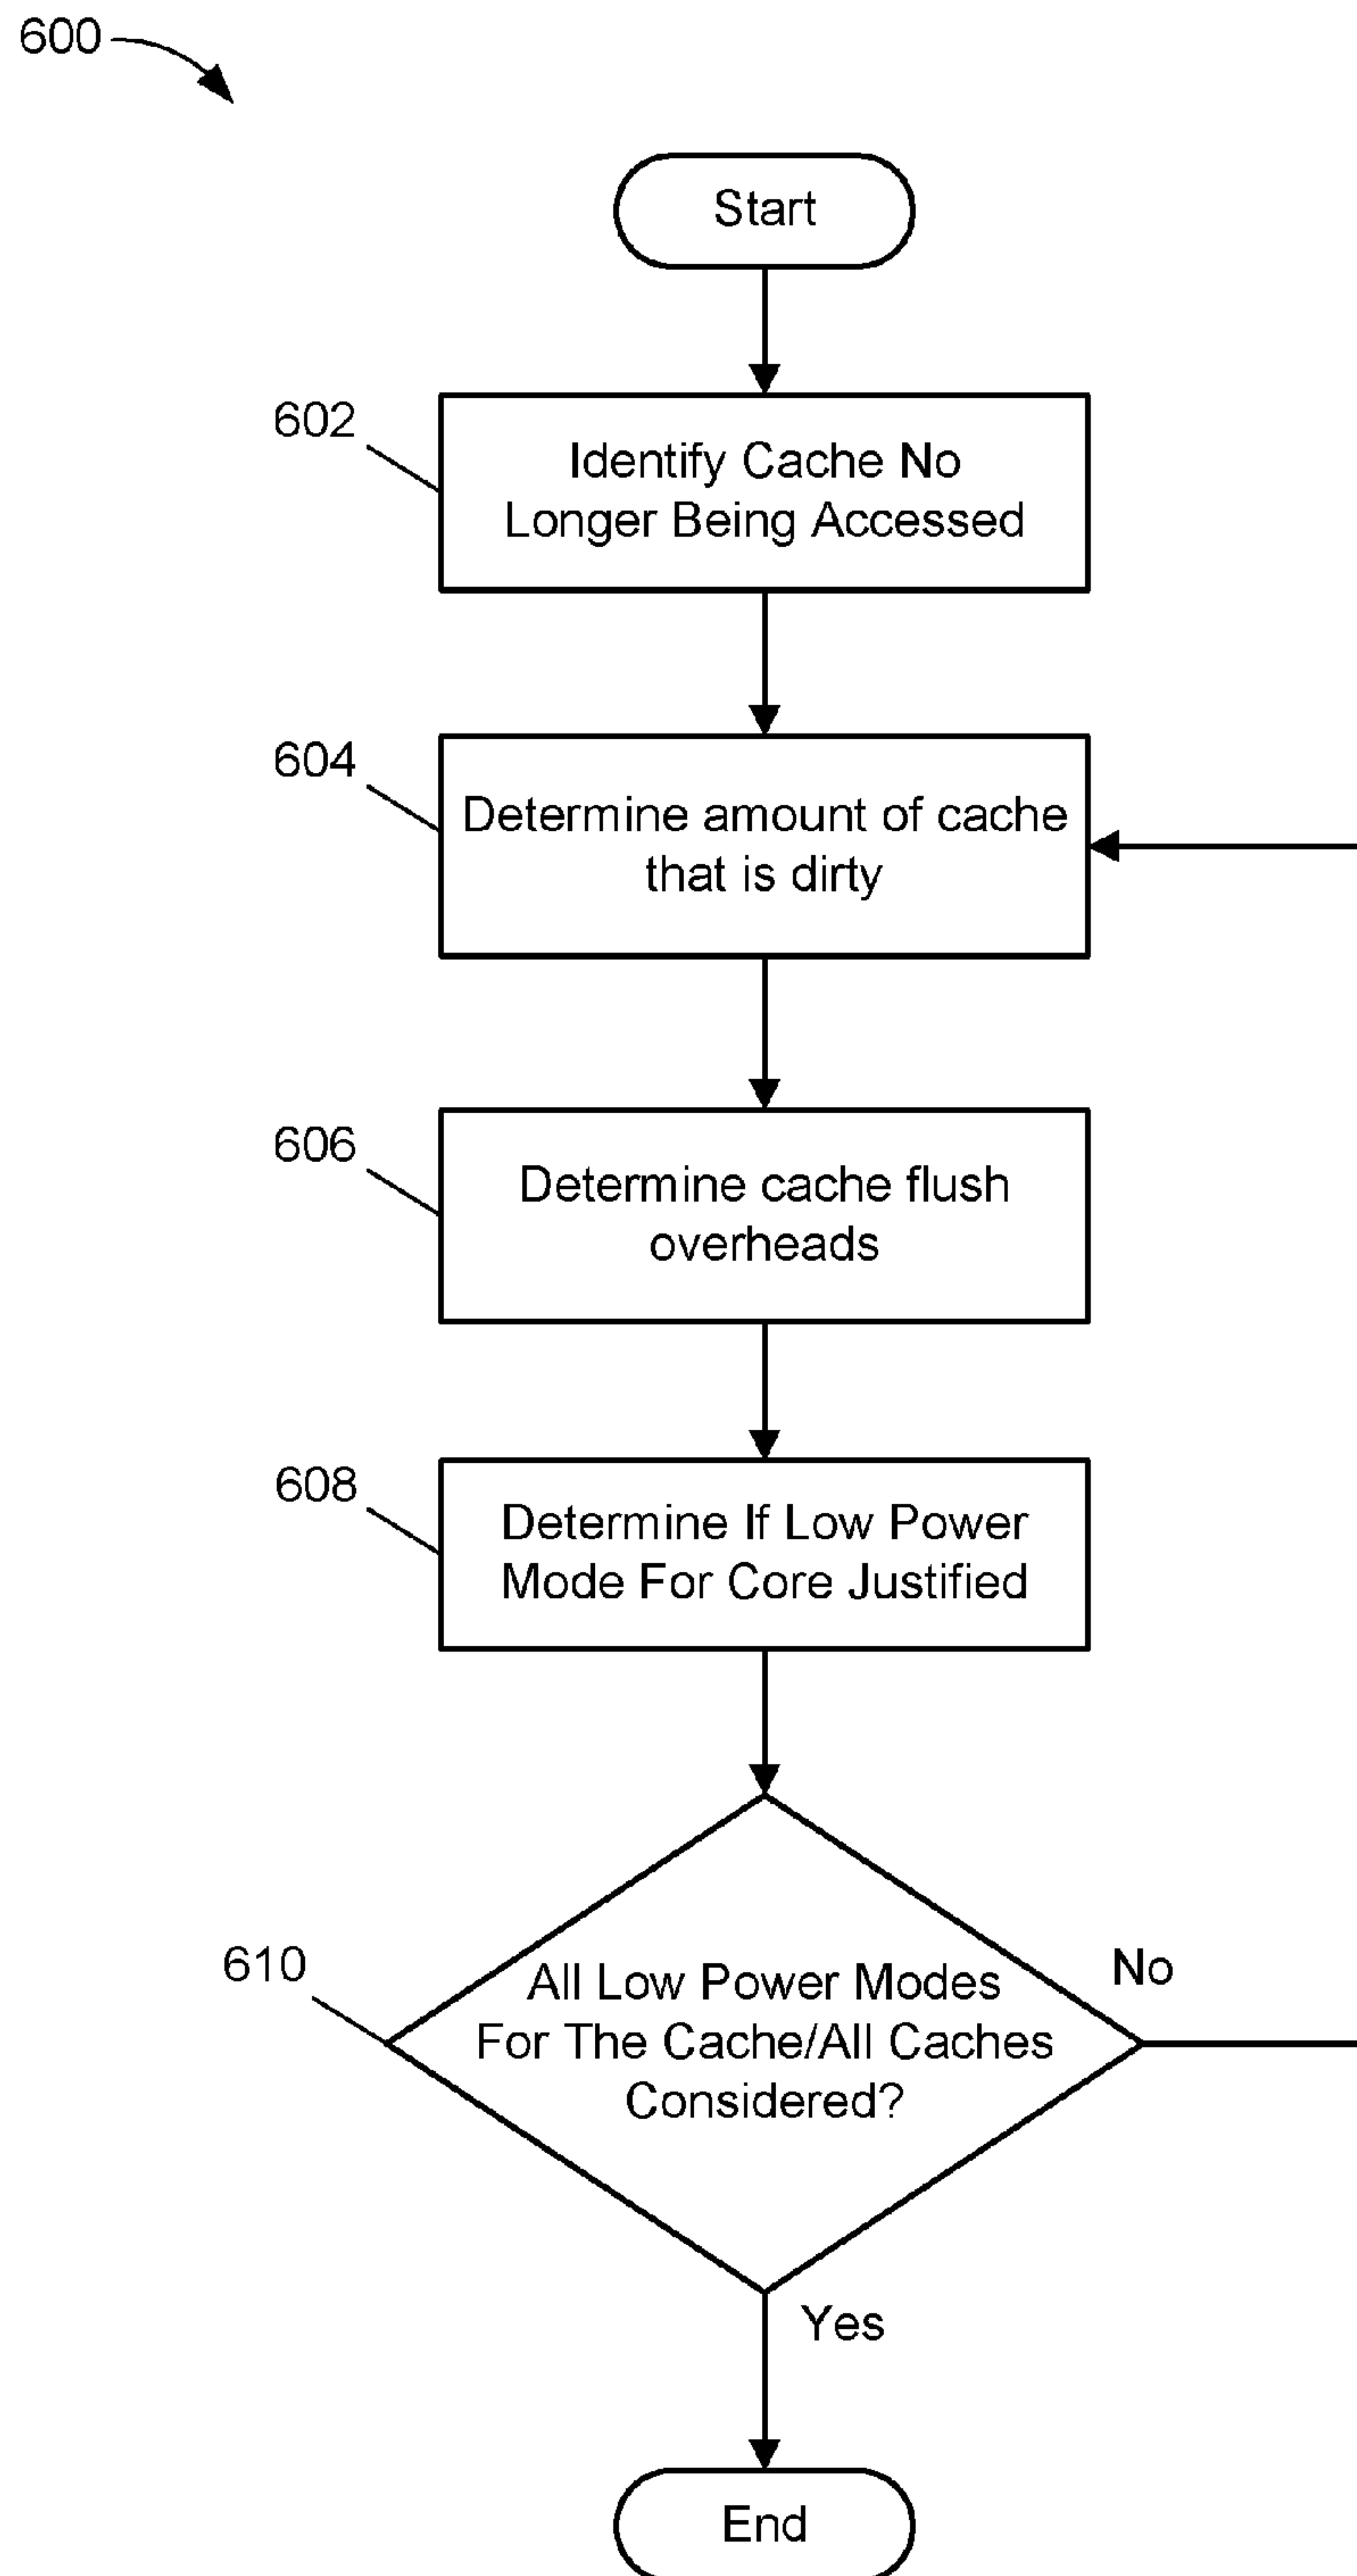 600
Start
602
Identify Cache No
Longer Being Accessed
604
Determine amount of cache
that is dirty
606
Determine cache flush
overheads
608
Determine If Low Power
Mode For Core Justified
610
All Low Power Modes
For The Cache/All Caches
Considered?
No
Yes
End